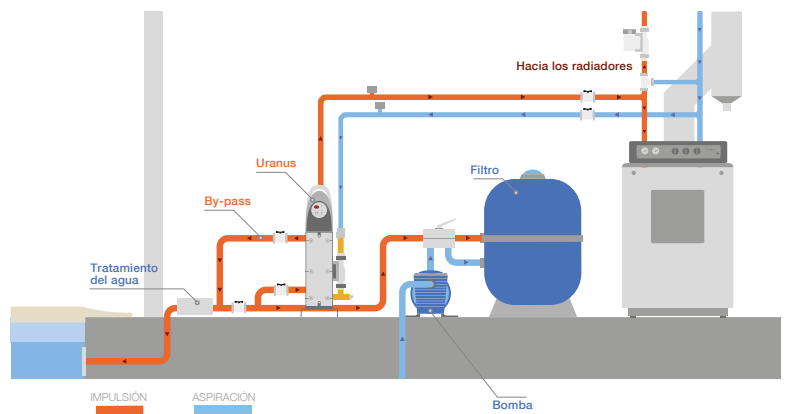 Hacia los radiadores
Uranus
Filtro
By-pass
Tratamiento
del agua
IMPULSIÓN
ASPIRACIÓN
Bomba